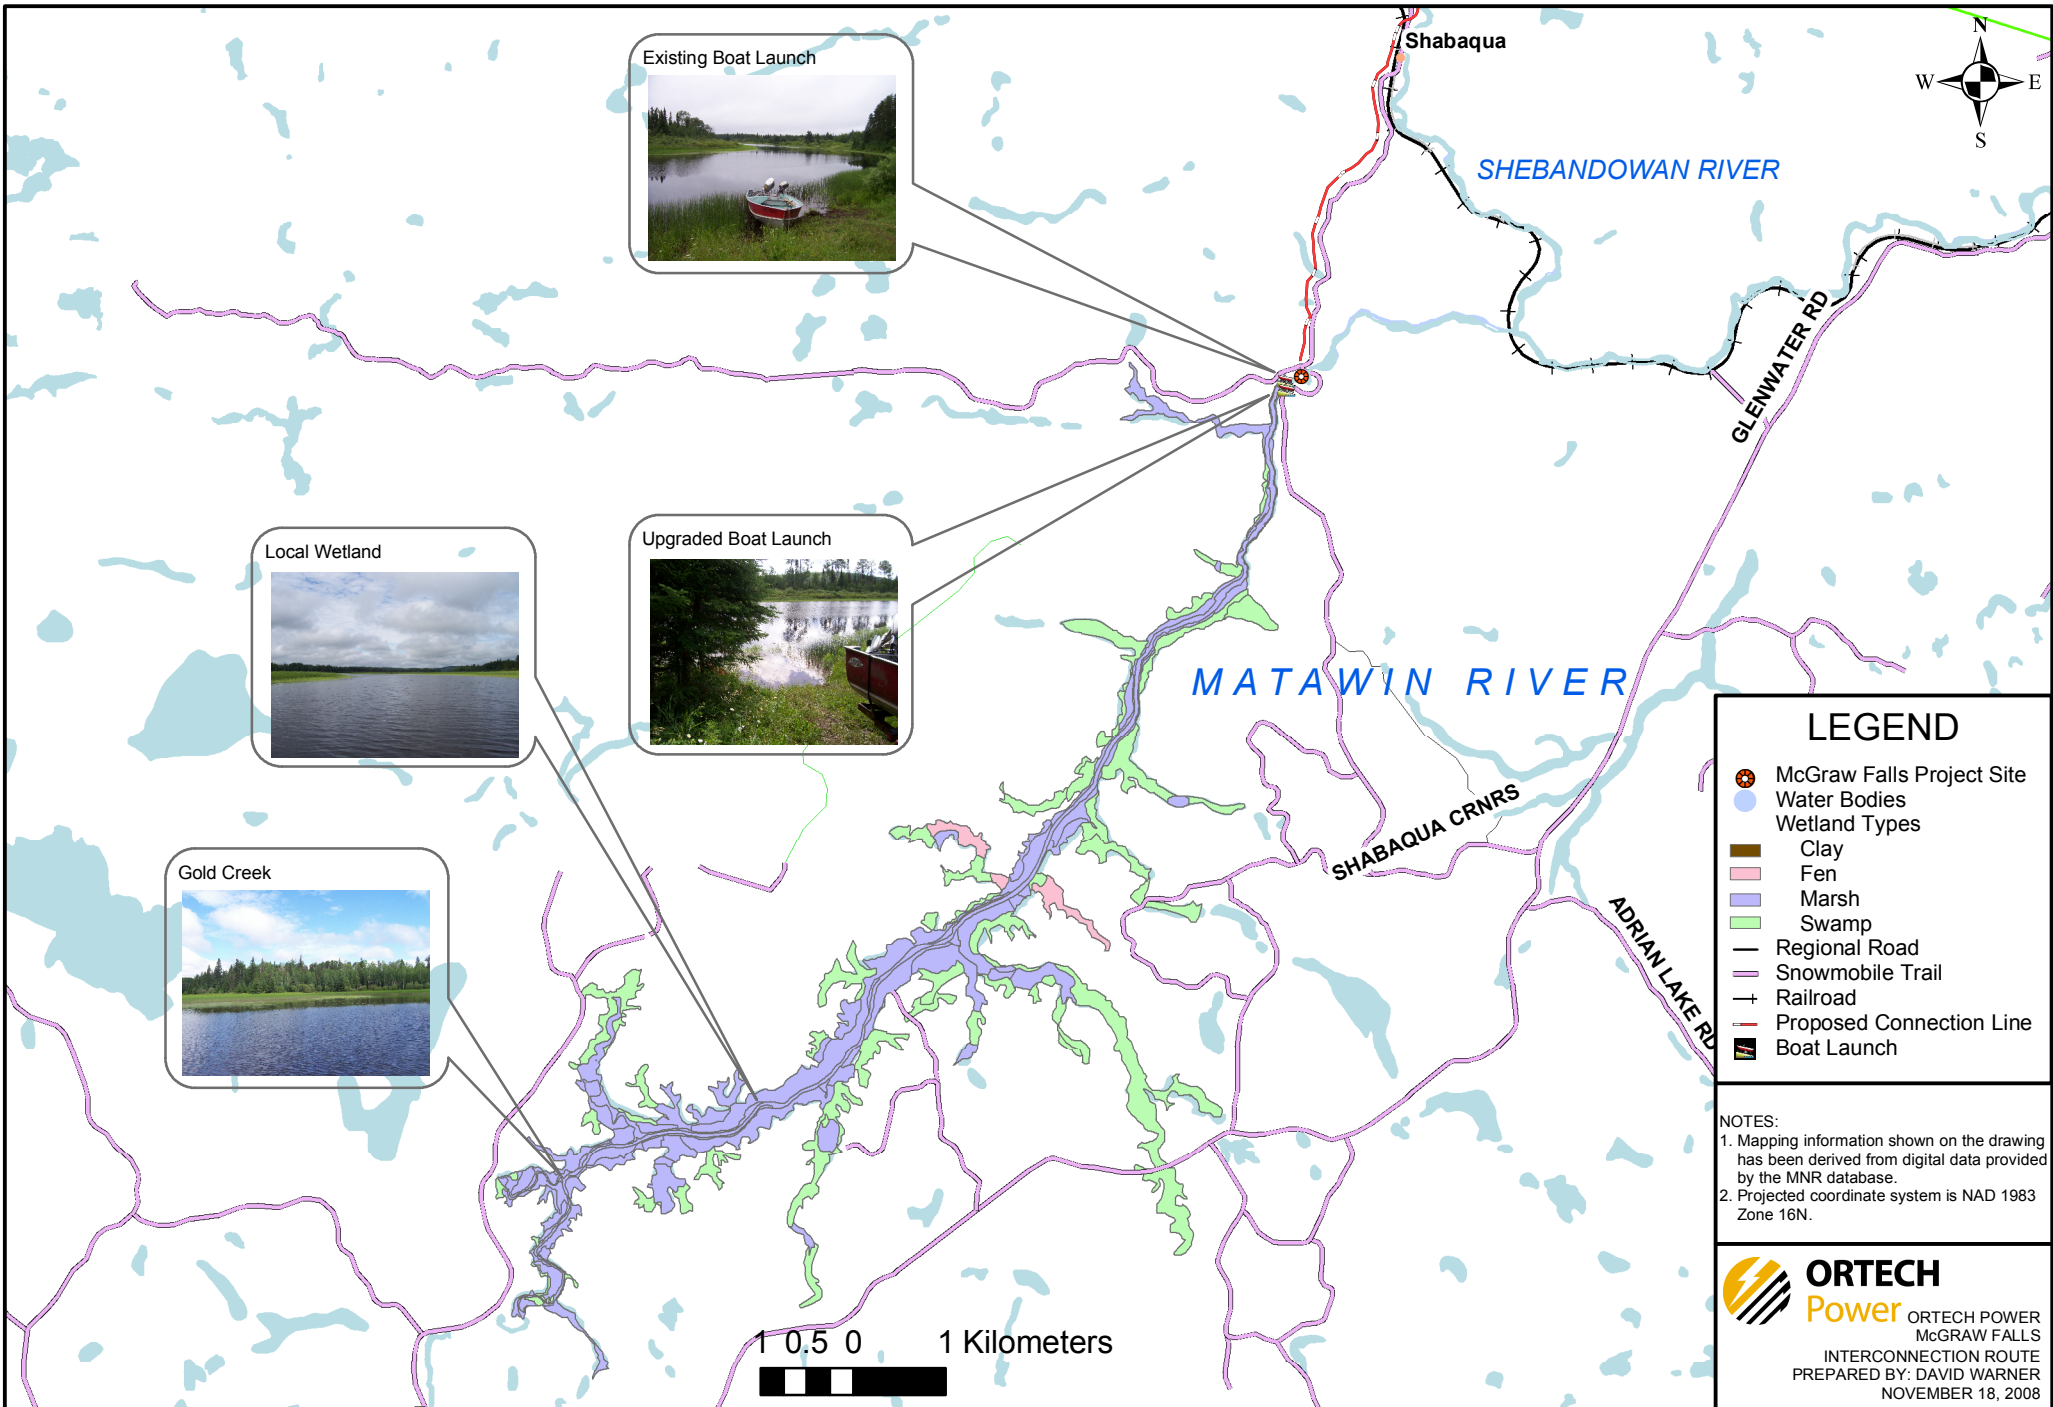 Existing Boat Launch
Shabaqua
N
W E
S
SHEBANDOWAN RIVER
GLENWATER RD
Local Wetland
Upgraded Boat Launch
MATAWIN RIVER
SHABAQUA CRNRS
Gold Creek
ADRIAN LAKE RD
LEGEND
McGraw Falls Project Site
Water Bodies
Wetland Types
Clay
Fen
Marsh
Swamp
Regional Road
Snowmobile Trail
Railroad
Proposed Connection Line
Boat Launch
NOTES:
1. Mapping information shown on the drawing
has been derived from digital data provided
by the MNR database.
2. Projected coordinate system is NAD 1983
Zone 16N.
ORTECH
Power
ORTECH POWER
McGRAW FALLS
INTERCONNECTION ROUTE
PREPARED BY: DAVID WARNER
NOVEMBER 18, 2008
1 0.5 0 1 Kilometers